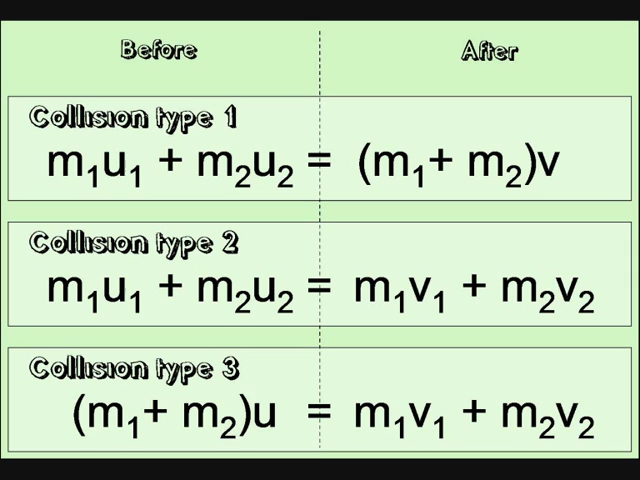 Before After
Collision type 1
m₁u₁ + m₂u₂ = (m₁+ m₂)v
Collision type 2
m₁u₁ + m₂u₂ = m₁v₁ + m₂v₂
Collision type 3
(m₁+ m₂)u = m₁v₁ + m₂v₂